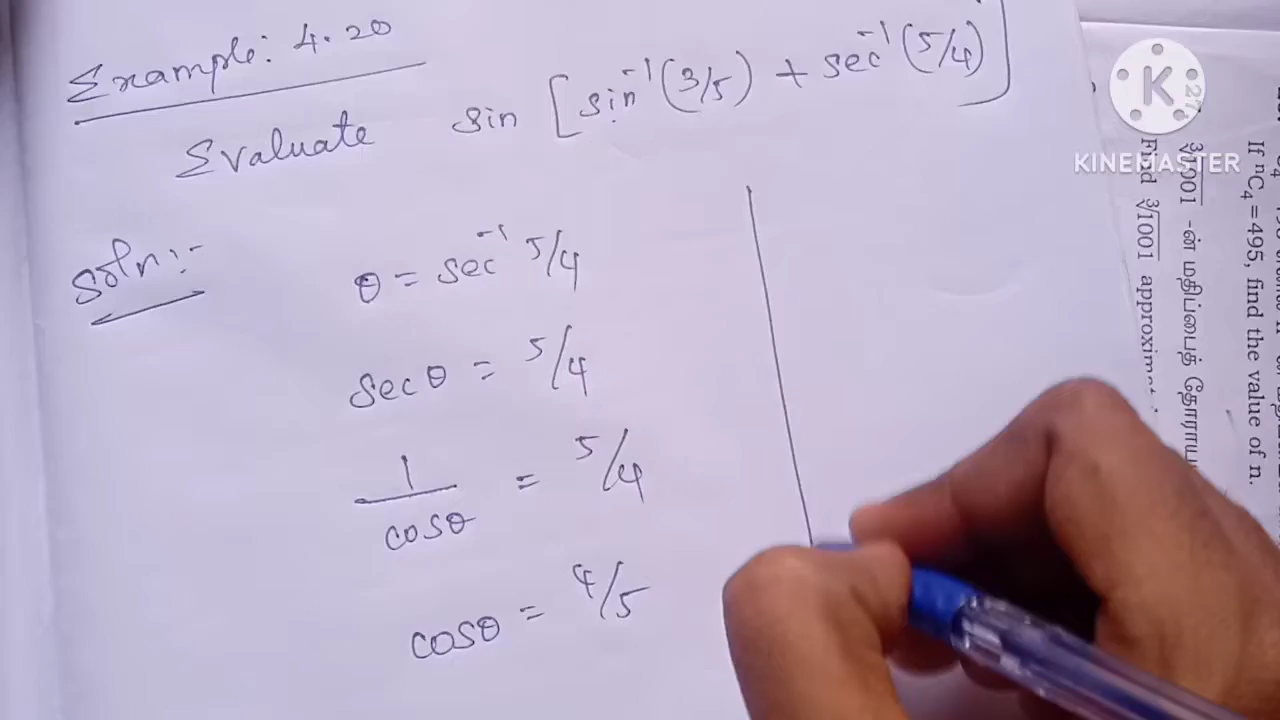 Example: 4.20
Evaluate sin [sin⁻¹(3/5) + sec⁻¹(5/4)]
Soln:-
θ = sec⁻¹ 5/4
secθ = 5/4
1/cosθ = 5/4
cosθ = 4/5
KINEMASTER
If ⁿC₄ = 495, find the value of n.
∛1001 -ன் மதிப்பைத்
Find ∛1001